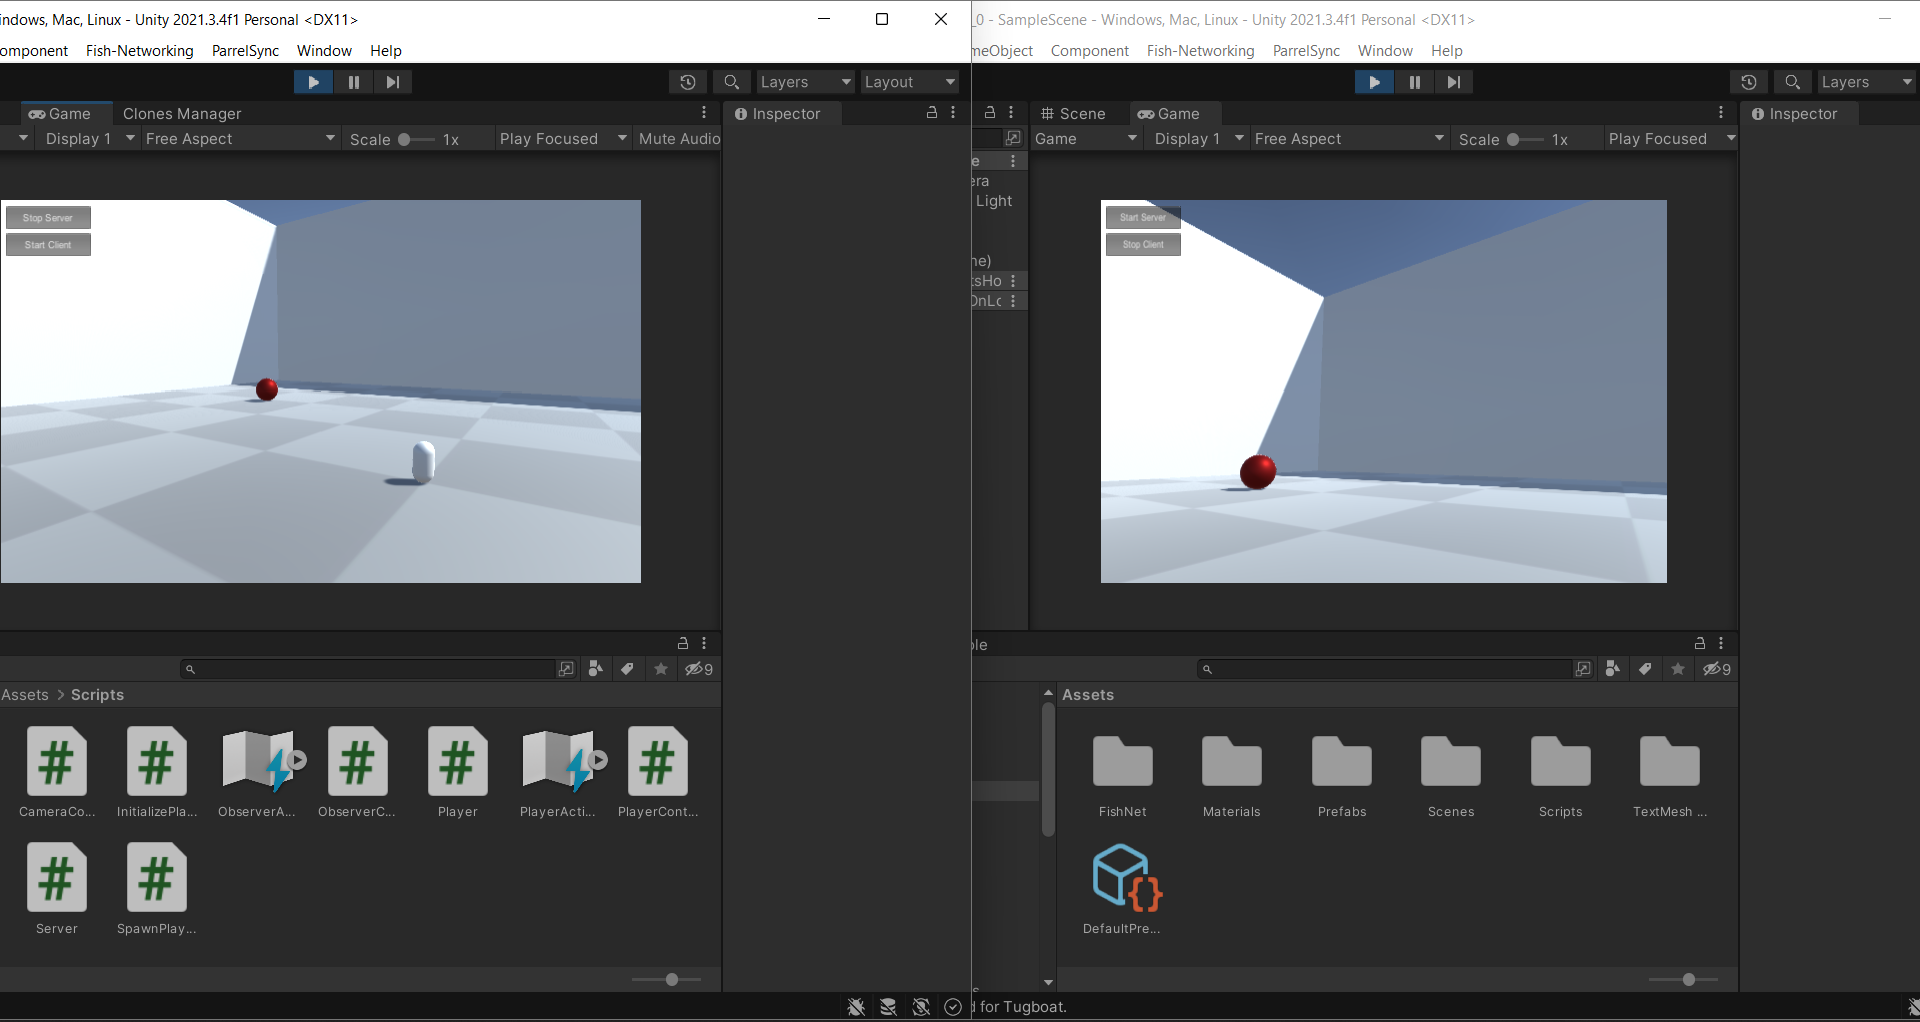 indows, Mac, Linux - Unity 2021.3.4f1 Personal <DX11>
omponent Fish-Networking ParrelSync Window Help
Layers Layout
Game Clones Manager
Inspector
Display 1 Free Aspect Scale 1x Play Focused Mute Audio
Stop Server
Start Client
9
Assets > Scripts
CameraCo... InitializePla... ObserverA... ObserverC... Player PlayerActi... PlayerCont...
Server SpawnPlay...
_0 - SampleScene - Windows, Mac, Linux - Unity 2021.3.4f1 Personal <DX11>
meObject Component Fish-Networking ParrelSync Window Help
Layers
Scene Game
Inspector
Game Display 1 Free Aspect Scale 1x Play Focused
e
era
Light
ne)
tsHo
OnLc
Start Server
Stop Client
ole
9
Assets
FishNet Materials Prefabs Scenes Scripts TextMesh ...
DefaultPre...
s
d for Tugboat.